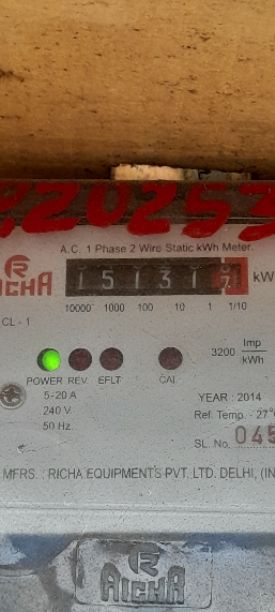 220253
A.C. 1 Phase 2 Wire Static kWh Meter.
RICHA
15131
kW
10000 1000 100 10 1 1/10
CL - 1
3200 Imp/kWh
POWER REV. EFLT CAL
5-20 A
240 V.
50 Hz.
YEARː 2014
Ref. Temp. - 27°
SL. No. 045
MFRS. : RICHA EQUIPMENTS PVT. LTD. DELHI, (IN
R
RICHA